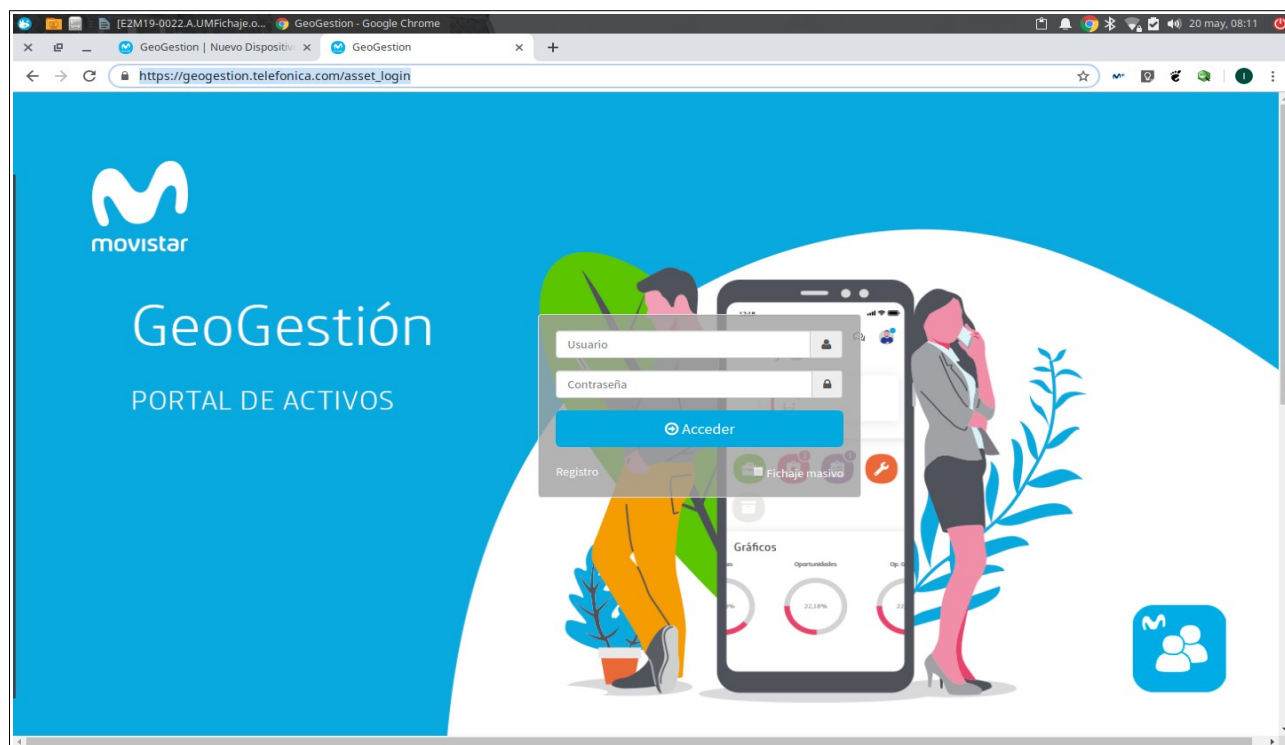 [E2M19-0022.A.UMFichaje.o... GeoGestion - Google Chrome 20 may, 08:11
GeoGestion | Nuevo Dispositiv GeoGestion
https://geogestion.telefonica.com/asset_login
movistar
GeoGestión
PORTAL DE ACTIVOS
Usuario
Contraseña
Acceder
Registro Fichaje masivo
Gráficos
Oportunidades Op.
22,18%